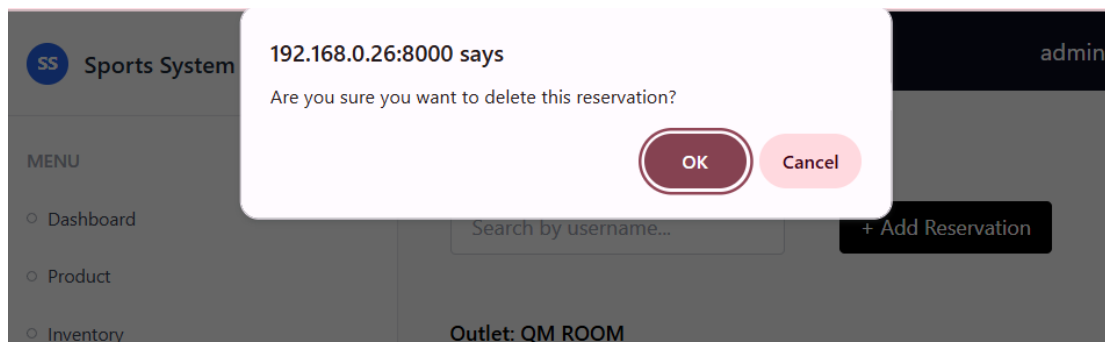 192.168.0.26:8000 says
Are you sure you want to delete this reservation?
OK
Cancel
SS
Sports System
admin
MENU
Dashboard
Product
Inventory
Search by username...
+ Add Reservation
Outlet: QM ROOM